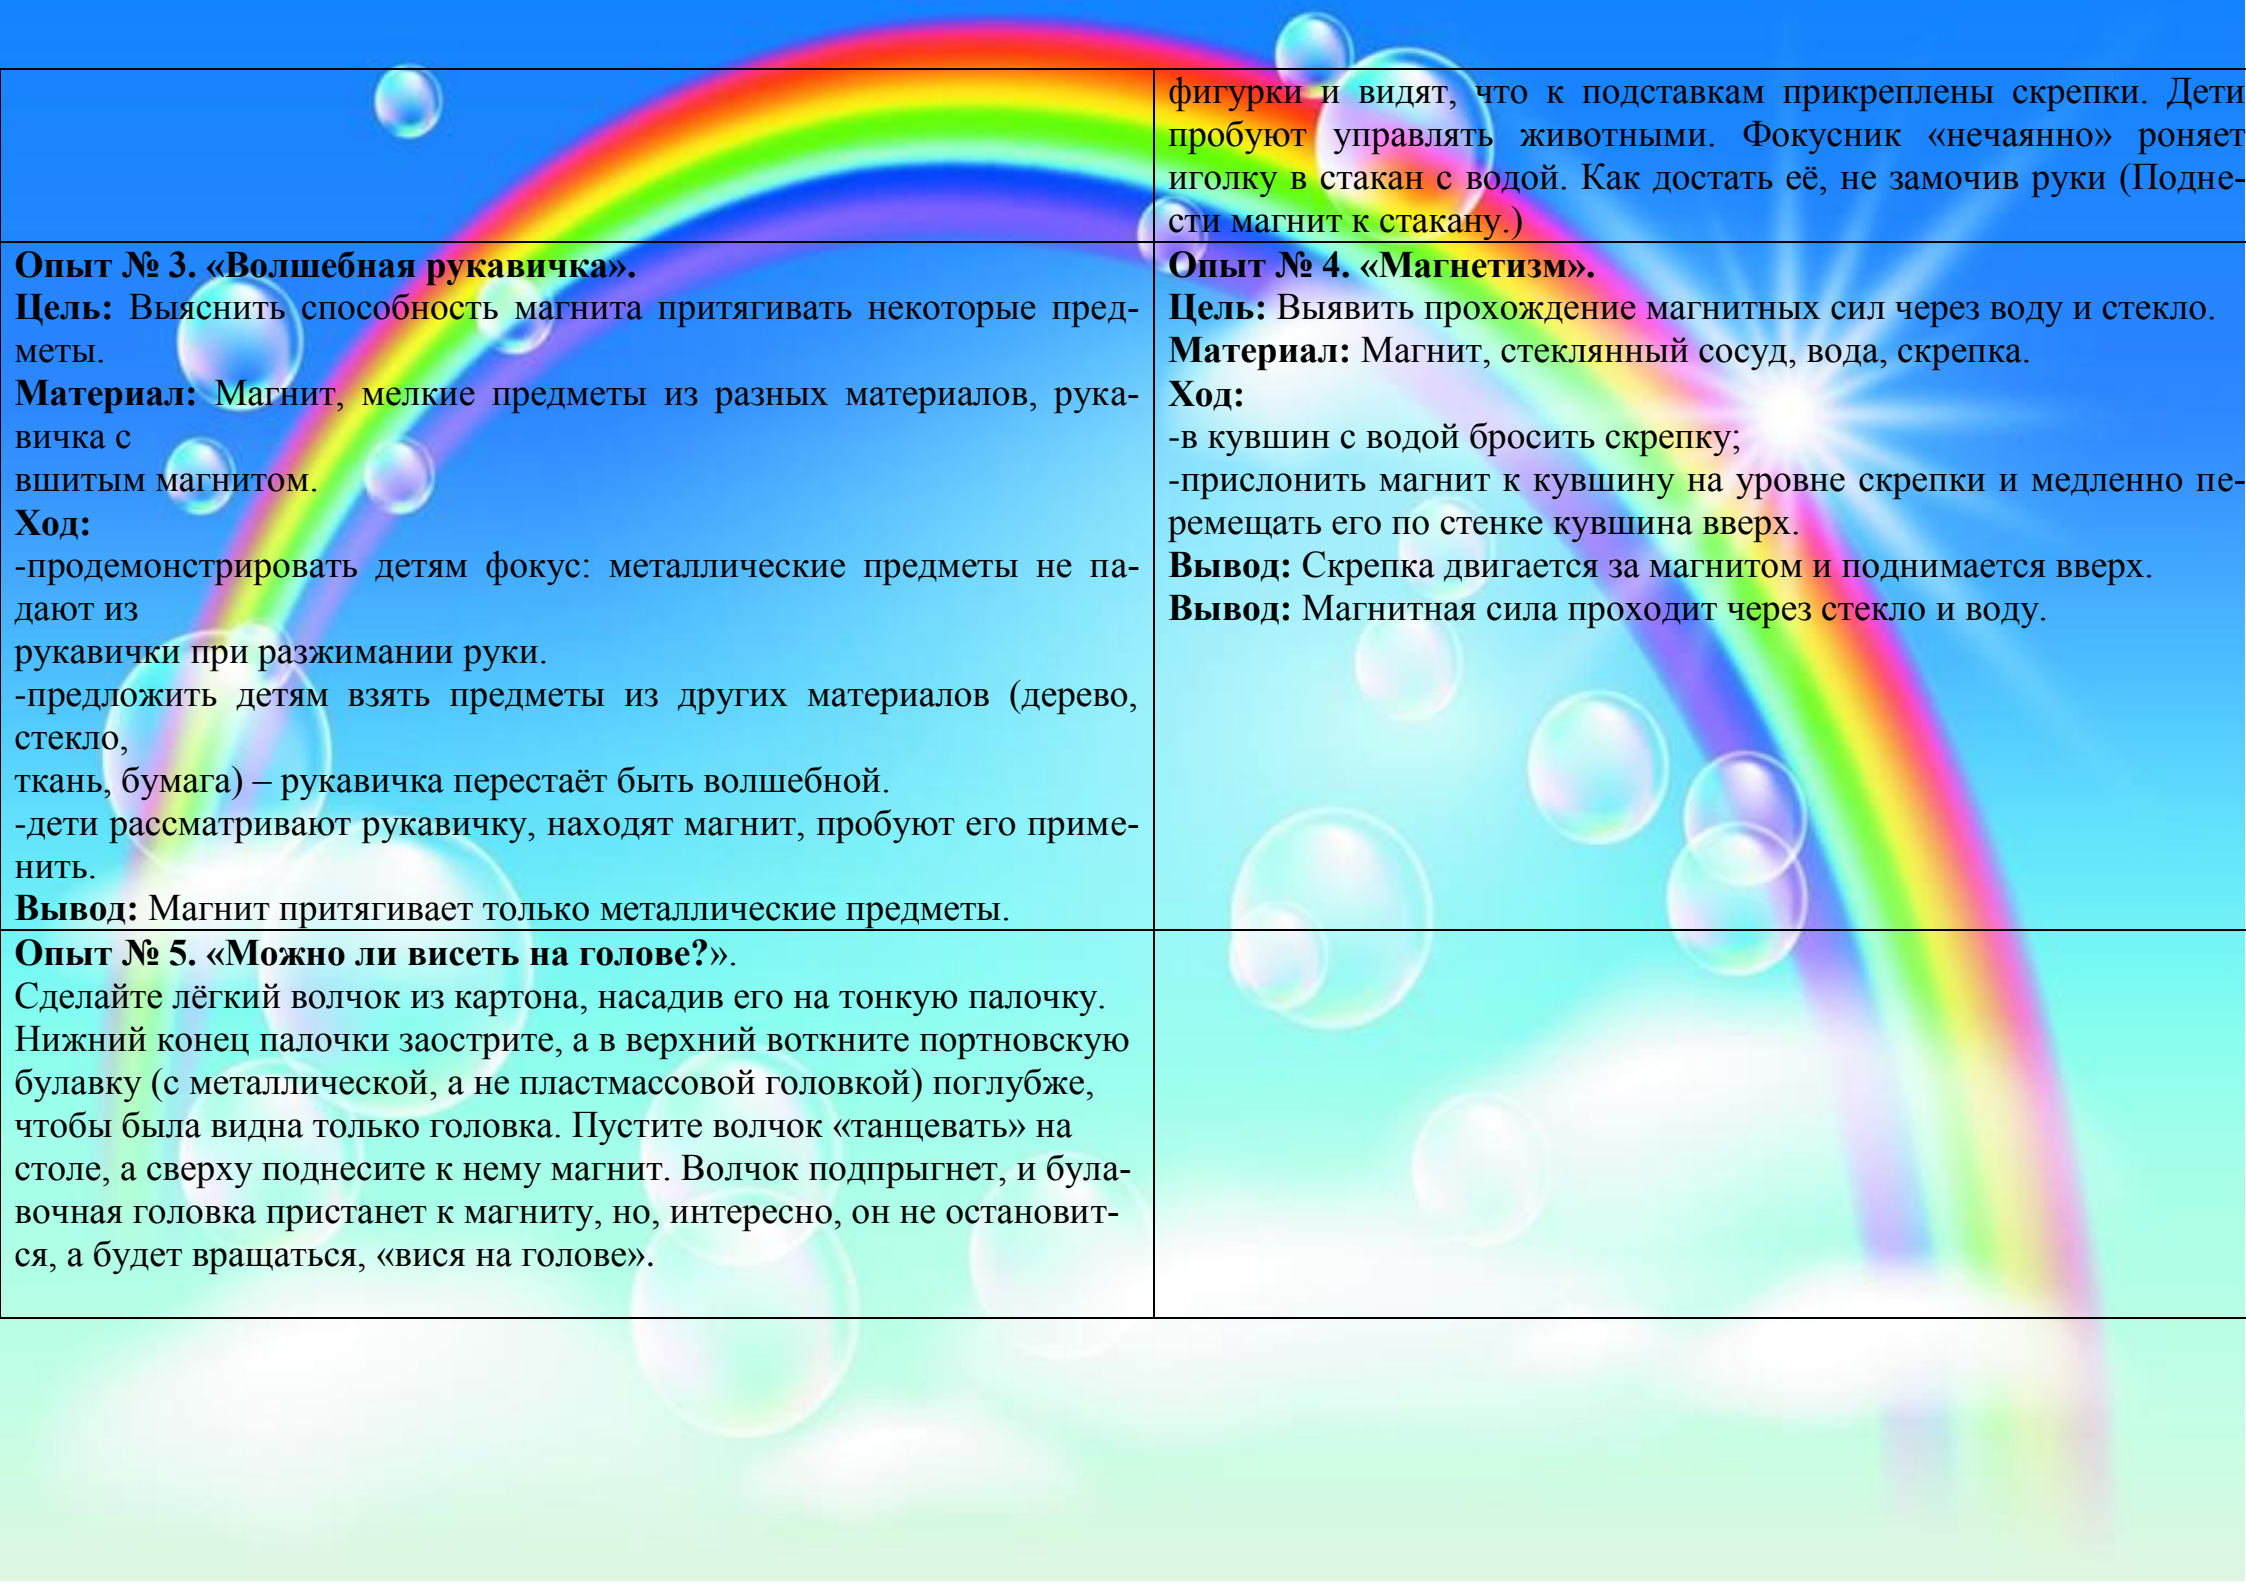 фигурки и видят, что к подставкам прикреплены скрепки. Дети
пробуют управлять животными. Фокусник «нечаянно» роняет
иголку в стакан с водой. Как достать её, не замочив руки (Подне-
сти магнит к стакану.)
Опыт № 3. «Волшебная рукавичка».
Цель: Выяснить способность магнита притягивать некоторые пред-
меты.
Материал: Магнит, мелкие предметы из разных материалов, рука-
вичка с
вшитым магнитом.
Ход:
-продемонстрировать детям фокус: металлические предметы не па-
дают из
рукавички при разжимании руки.
-предложить детям взять предметы из других материалов (дерево,
стекло,
ткань, бумага) – рукавичка перестаёт быть волшебной.
-дети рассматривают рукавичку, находят магнит, пробуют его приме-
нить.
Вывод: Магнит притягивает только металлические предметы.
Опыт № 4. «Магнетизм».
Цель: Выявить прохождение магнитных сил через воду и стекло.
Материал: Магнит, стеклянный сосуд, вода, скрепка.
Ход:
-в кувшин с водой бросить скрепку;
-прислонить магнит к кувшину на уровне скрепки и медленно пе-
ремещать его по стенке кувшина вверх.
Вывод: Скрепка двигается за магнитом и поднимается вверх.
Вывод: Магнитная сила проходит через стекло и воду.
Опыт № 5. «Можно ли висеть на голове?».
Сделайте лёгкий волчок из картона, насадив его на тонкую палочку.
Нижний конец палочки заострите, а в верхний воткните портновскую
булавку (с металлической, а не пластмассовой головкой) поглубже,
чтобы была видна только головка. Пустите волчок «танцевать» на
столе, а сверху поднесите к нему магнит. Волчок подпрыгнет, и була-
вочная головка пристанет к магниту, но, интересно, он не остановит-
ся, а будет вращаться, «вися на голове».